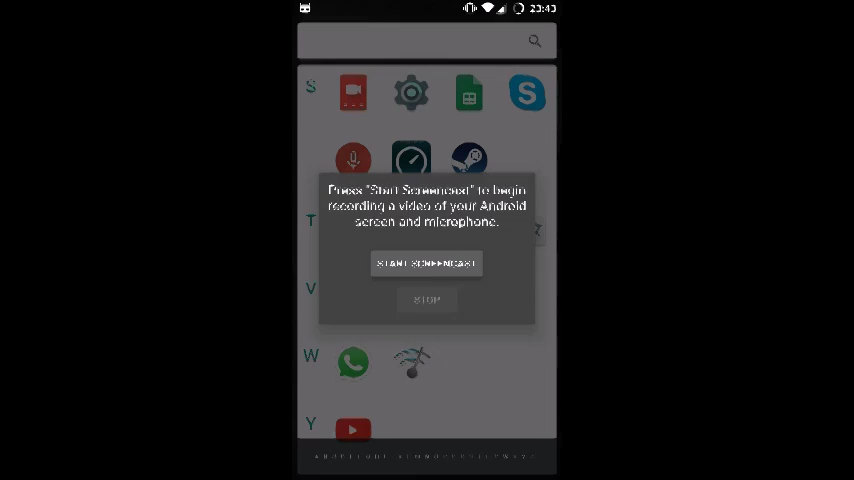 23:43
S
Press "Start Screencast" to begin
recording a video of your Android
screen and microphone.
T
START SCREENCAST
V
STOP
W
Y